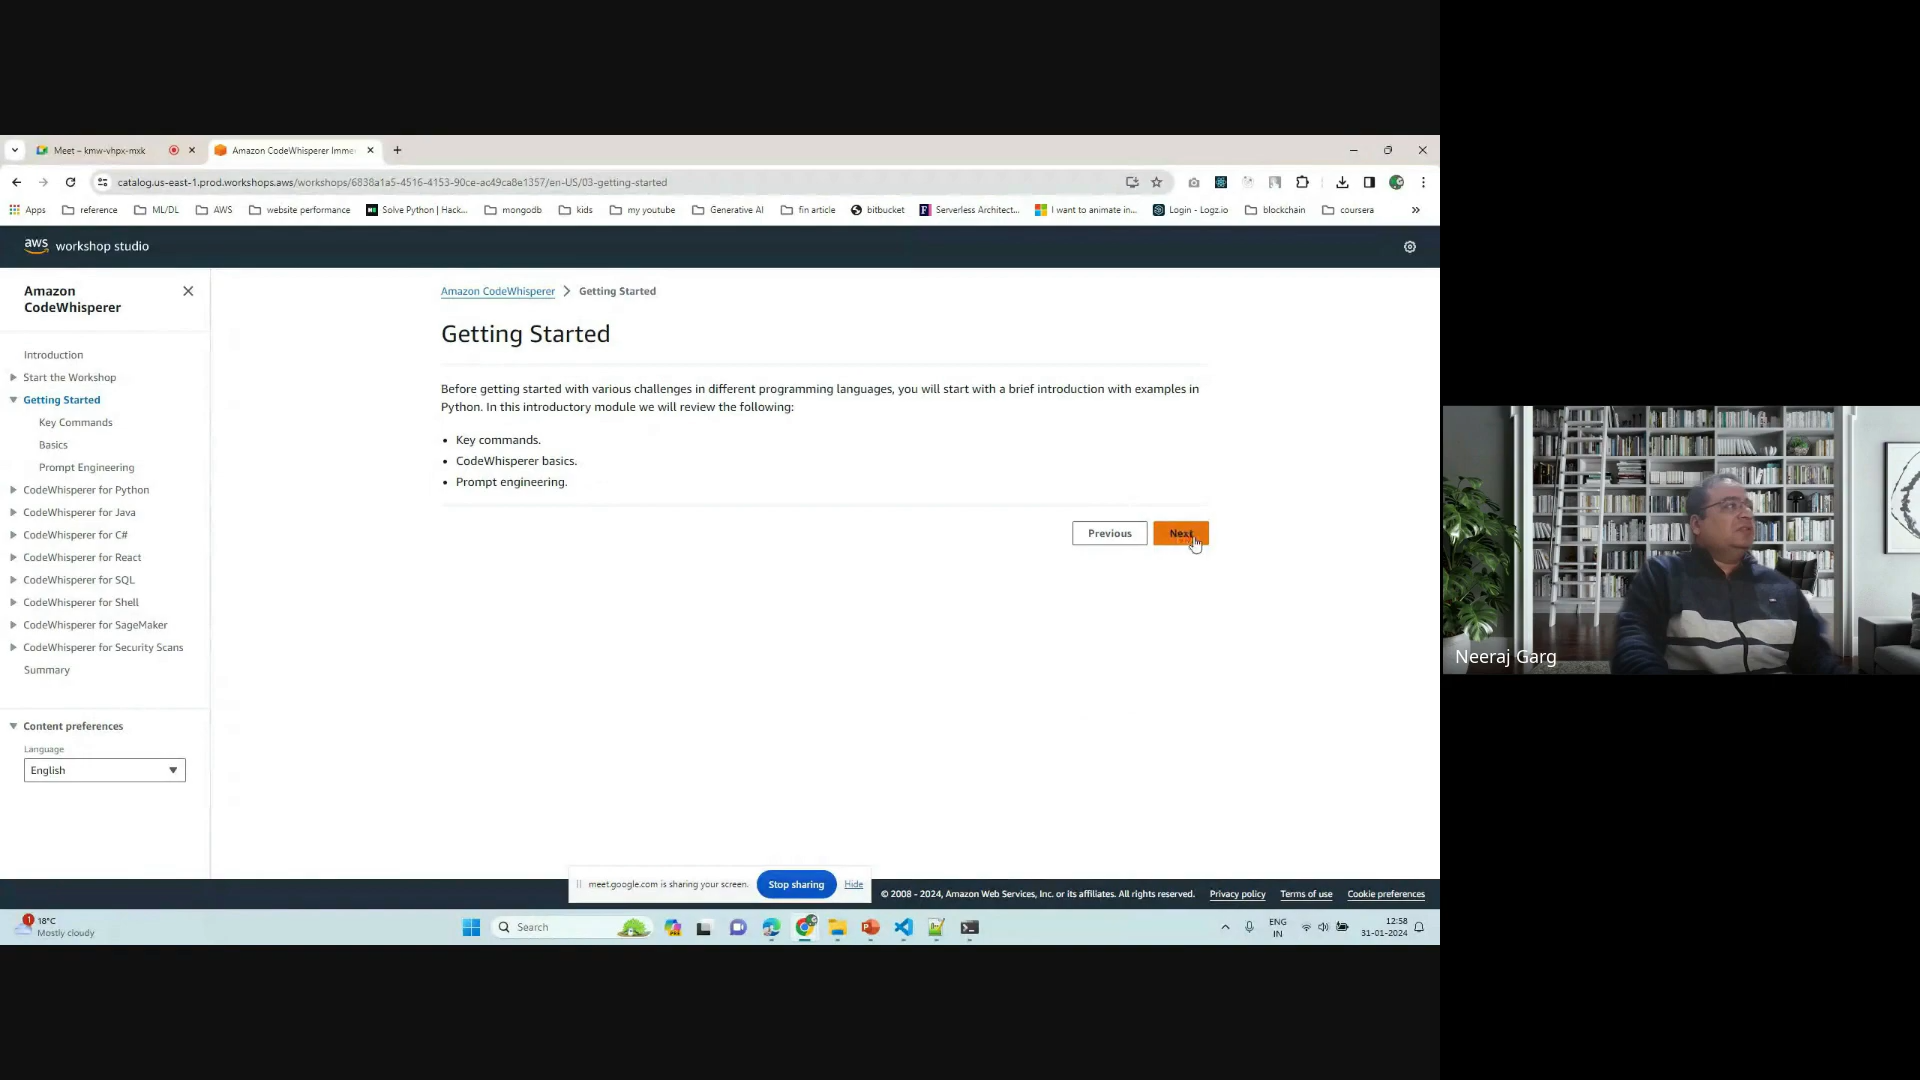 Meet – kmw-vhpx-mxk
Amazon CodeWhisperer Imme
catalog.us-east-1.prod.workshops.aws/workshops/6838a1a5-4516-4153-90ce-ac49ca8e1357/en-US/03-getting-started
Apps reference ML/DL AWS website performance Solve Python | Hack... mongodb kids my youtube Generative AI fin article bitbucket Serverless Architect... I want to animate in... Login - Logz.io blockchain coursera »
aws workshop studio
Amazon
CodeWhisperer
Introduction
Start the Workshop
Getting Started
Key Commands
Basics
Prompt Engineering
CodeWhisperer for Python
CodeWhisperer for Java
CodeWhisperer for C#
CodeWhisperer for React
CodeWhisperer for SQL
CodeWhisperer for Shell
CodeWhisperer for SageMaker
CodeWhisperer for Security Scans
Summary
Content preferences
Language
English
Amazon CodeWhisperer > Getting Started
Getting Started
Before getting started with various challenges in different programming languages, you will start with a brief introduction with examples in
Python. In this introductory module we will review the following:
• Key commands.
• CodeWhisperer basics.
• Prompt engineering.
Previous Next
Neeraj Garg
meet.google.com is sharing your screen. Stop sharing Hide
© 2008 - 2024, Amazon Web Services, Inc. or its affiliates. All rights reserved. Privacy policy Terms of use Cookie preferences
1
18°C
Mostly cloudy
Search
ENG
IN
12:58
31-01-2024